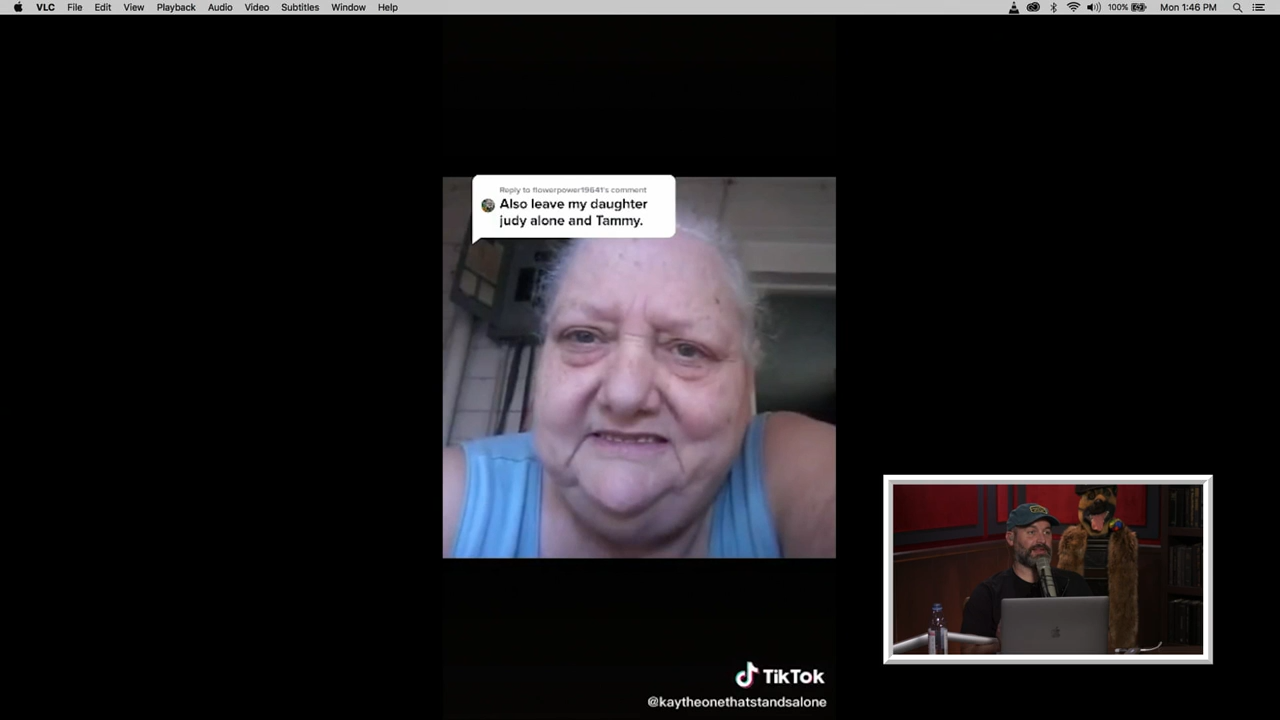 VLC File Edit View Playback Audio Video Subtitles Window Help 100% Mon 1:46 PM
Reply to flowerpower19641's comment
Also leave my daughter
judy alone and Tammy.
TikTok
@kaytheonethatstandsalone